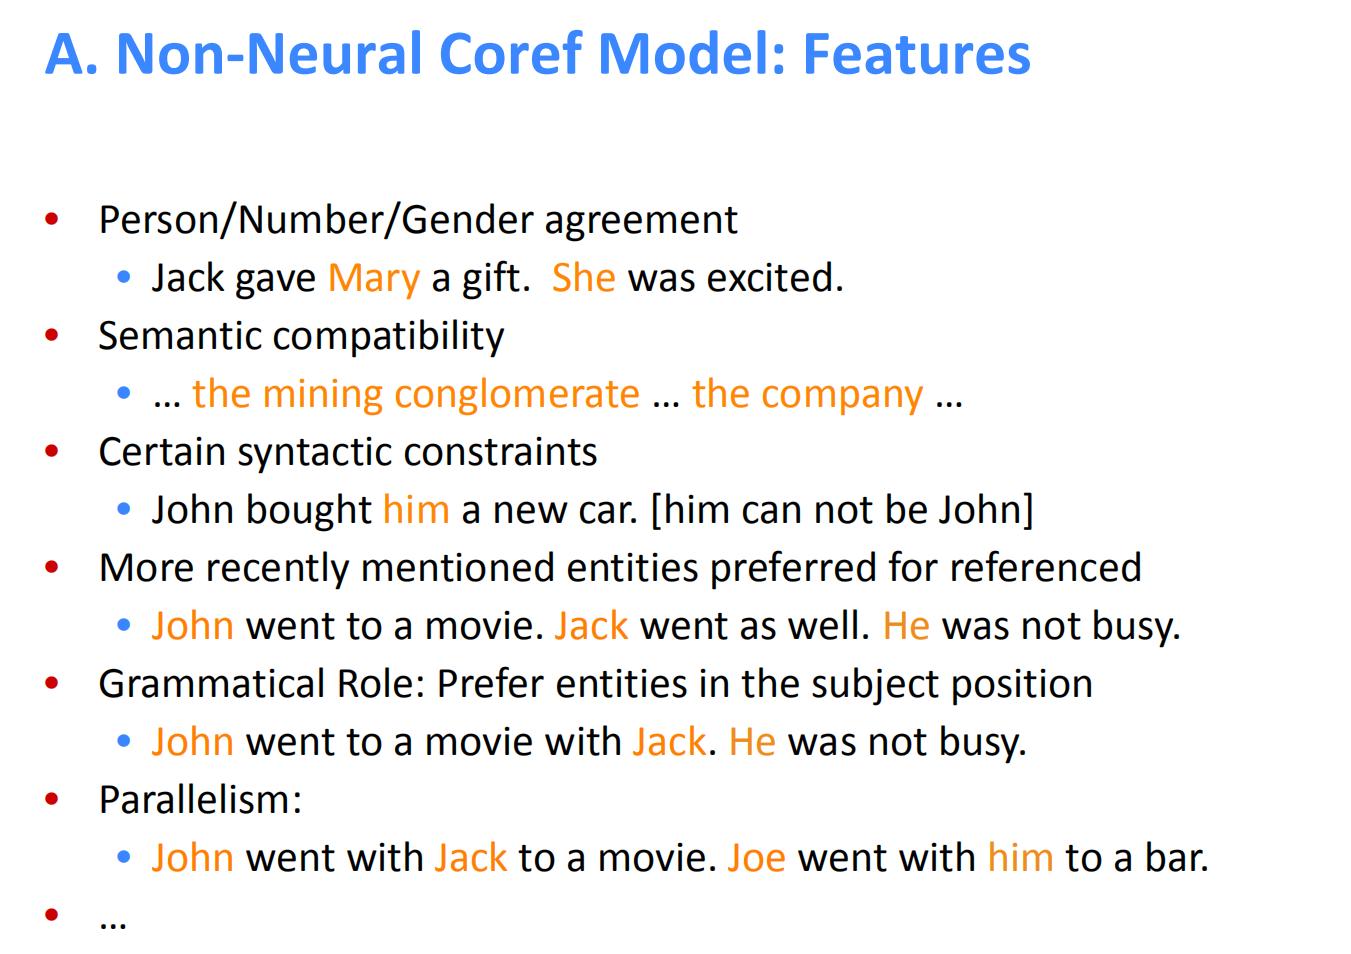 A. Non-Neural Coref Model: Features
• Person/Number/Gender agreement
• Jack gave Mary a gift. She was excited.
• Semantic compatibility
• … the mining conglomerate … the company …
• Certain syntactic constraints
• John bought him a new car. [him can not be John]
• More recently mentioned entities preferred for referenced
• John went to a movie. Jack went as well. He was not busy.
• Grammatical Role: Prefer entities in the subject position
• John went to a movie with Jack. He was not busy.
• Parallelism:
• John went with Jack to a movie. Joe went with him to a bar.
• …